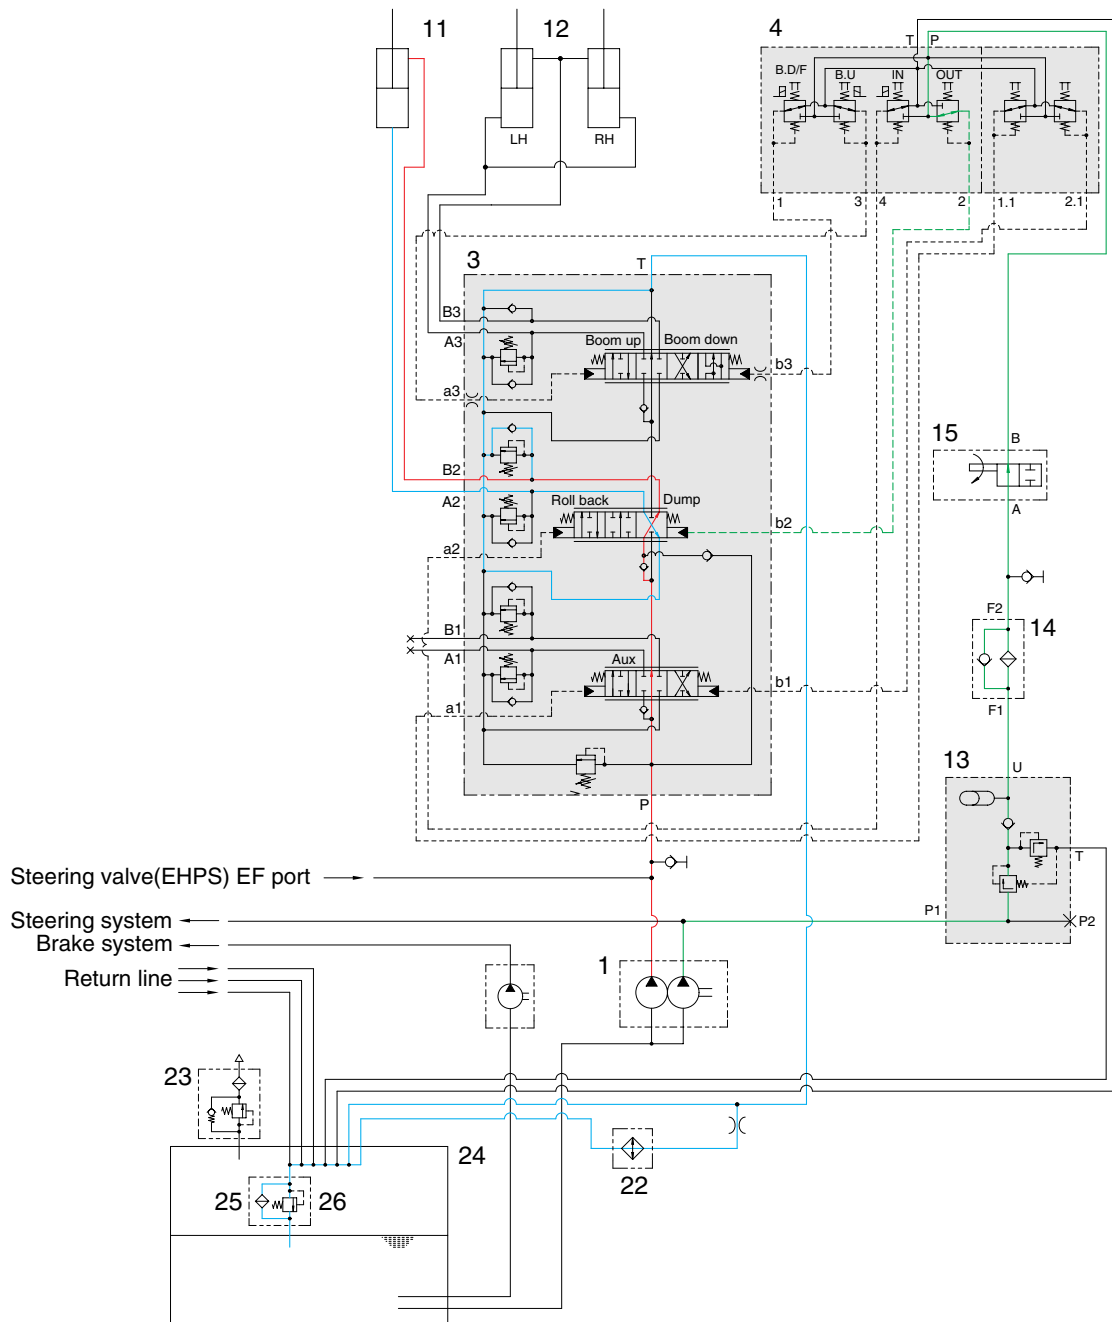 11
12
4
T P
B.D/F
B.U
IN
OUT
LH
RH
1
3
4
2
1.1
2.1
3
T
B3
A3
Boom up
Boom down
b3
a3
15
B
A
B2
A2
Roll back
Dump
b2
a2
F2
14
B1
A1
Aux
b1
a1
F1
13
U
P
T
Steering valve(EHPS) EF port
Steering system
P1
P2
Brake system
Return line
1
23
24
22
25
26